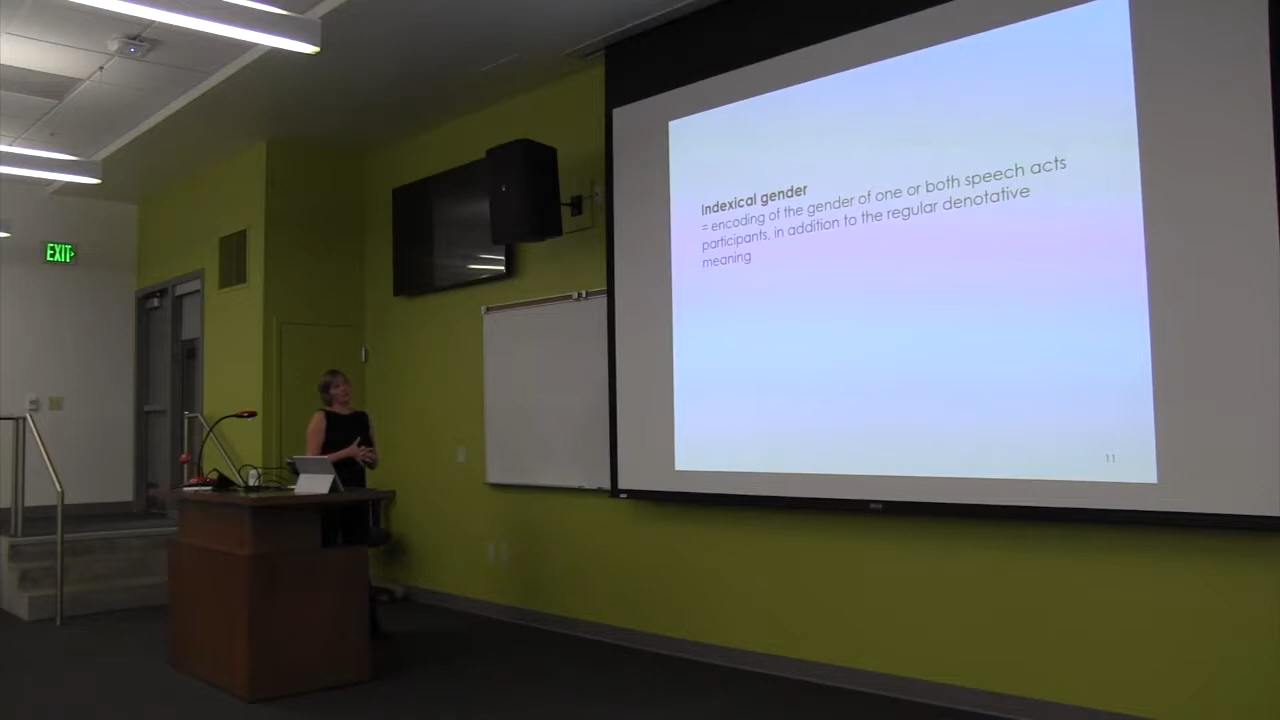 EXIT
Indexical gender
= encoding of the gender of one or both speech acts
participants, in addition to the regular denotative
meaning
11